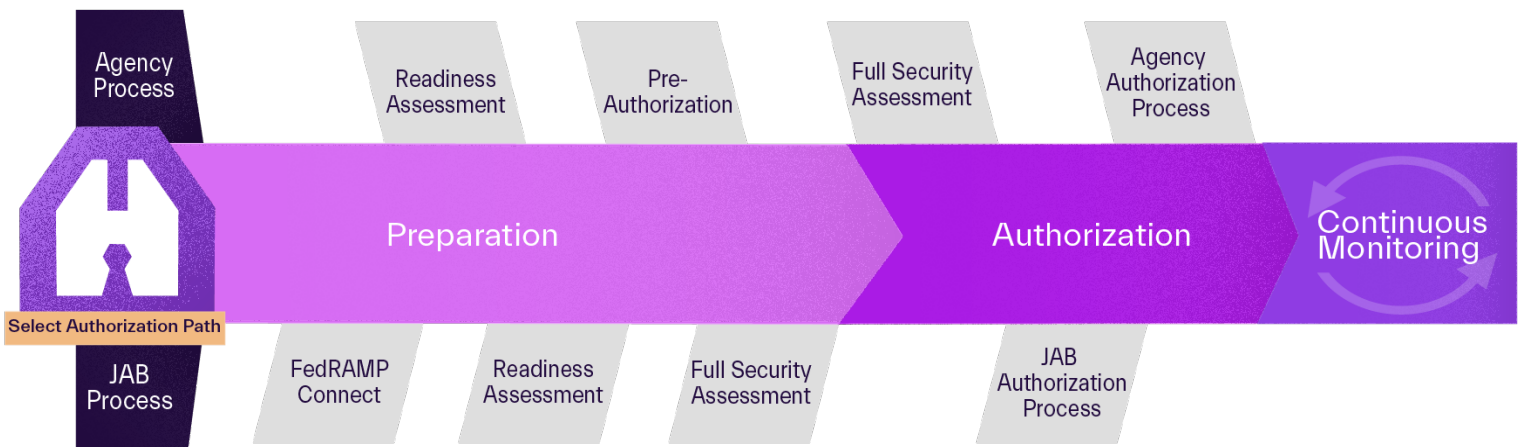 Agency
Process
Readiness
Assessment
Pre-
Authorization
Full Security
Assessment
Agency
Authorization
Process
Preparation
Authorization
Continuous
Monitoring
Select Authorization Path
JAB
Process
FedRAMP
Connect
Readiness
Assessment
Full Security
Assessment
JAB
Authorization
Process